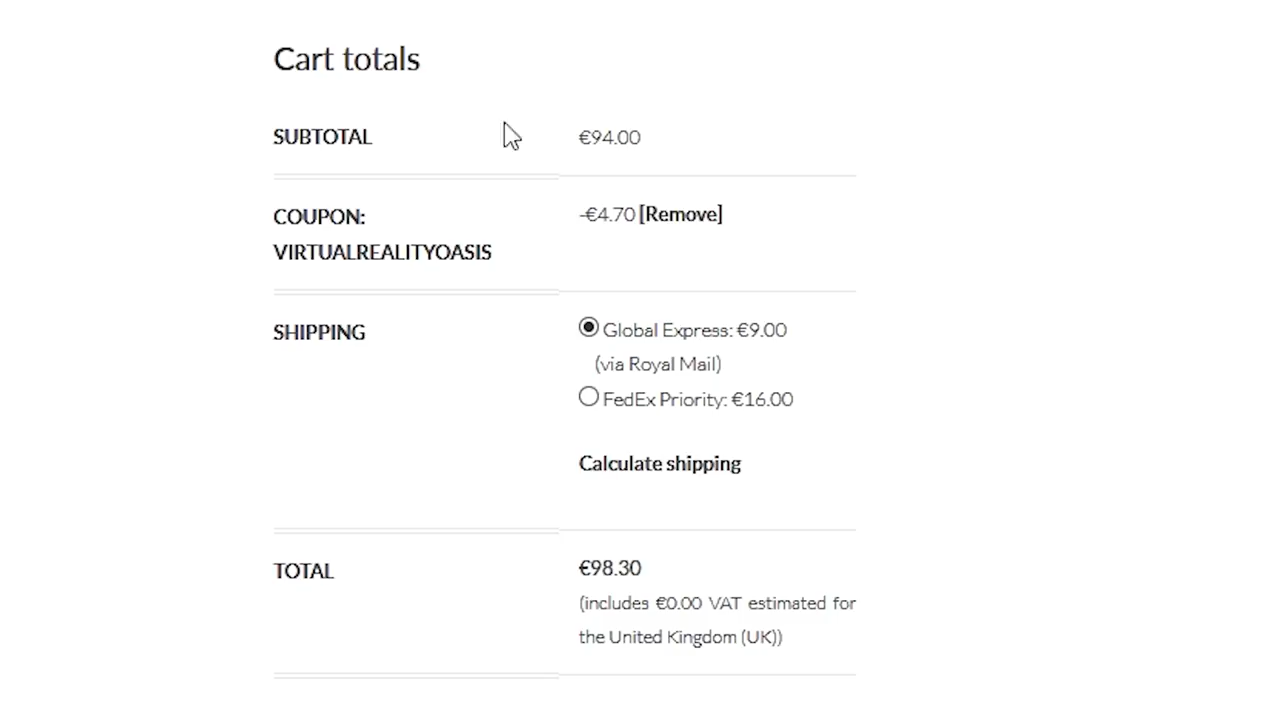 Cart totals
SUBTOTAL €94.00
COUPON: -€4.70 [Remove]
VIRTUALREALITYOASIS
SHIPPING Global Express: €9.00
(via Royal Mail)
FedEx Priority: €16.00
Calculate shipping
TOTAL €98.30
(includes €0.00 VAT estimated for
the United Kingdom (UK))